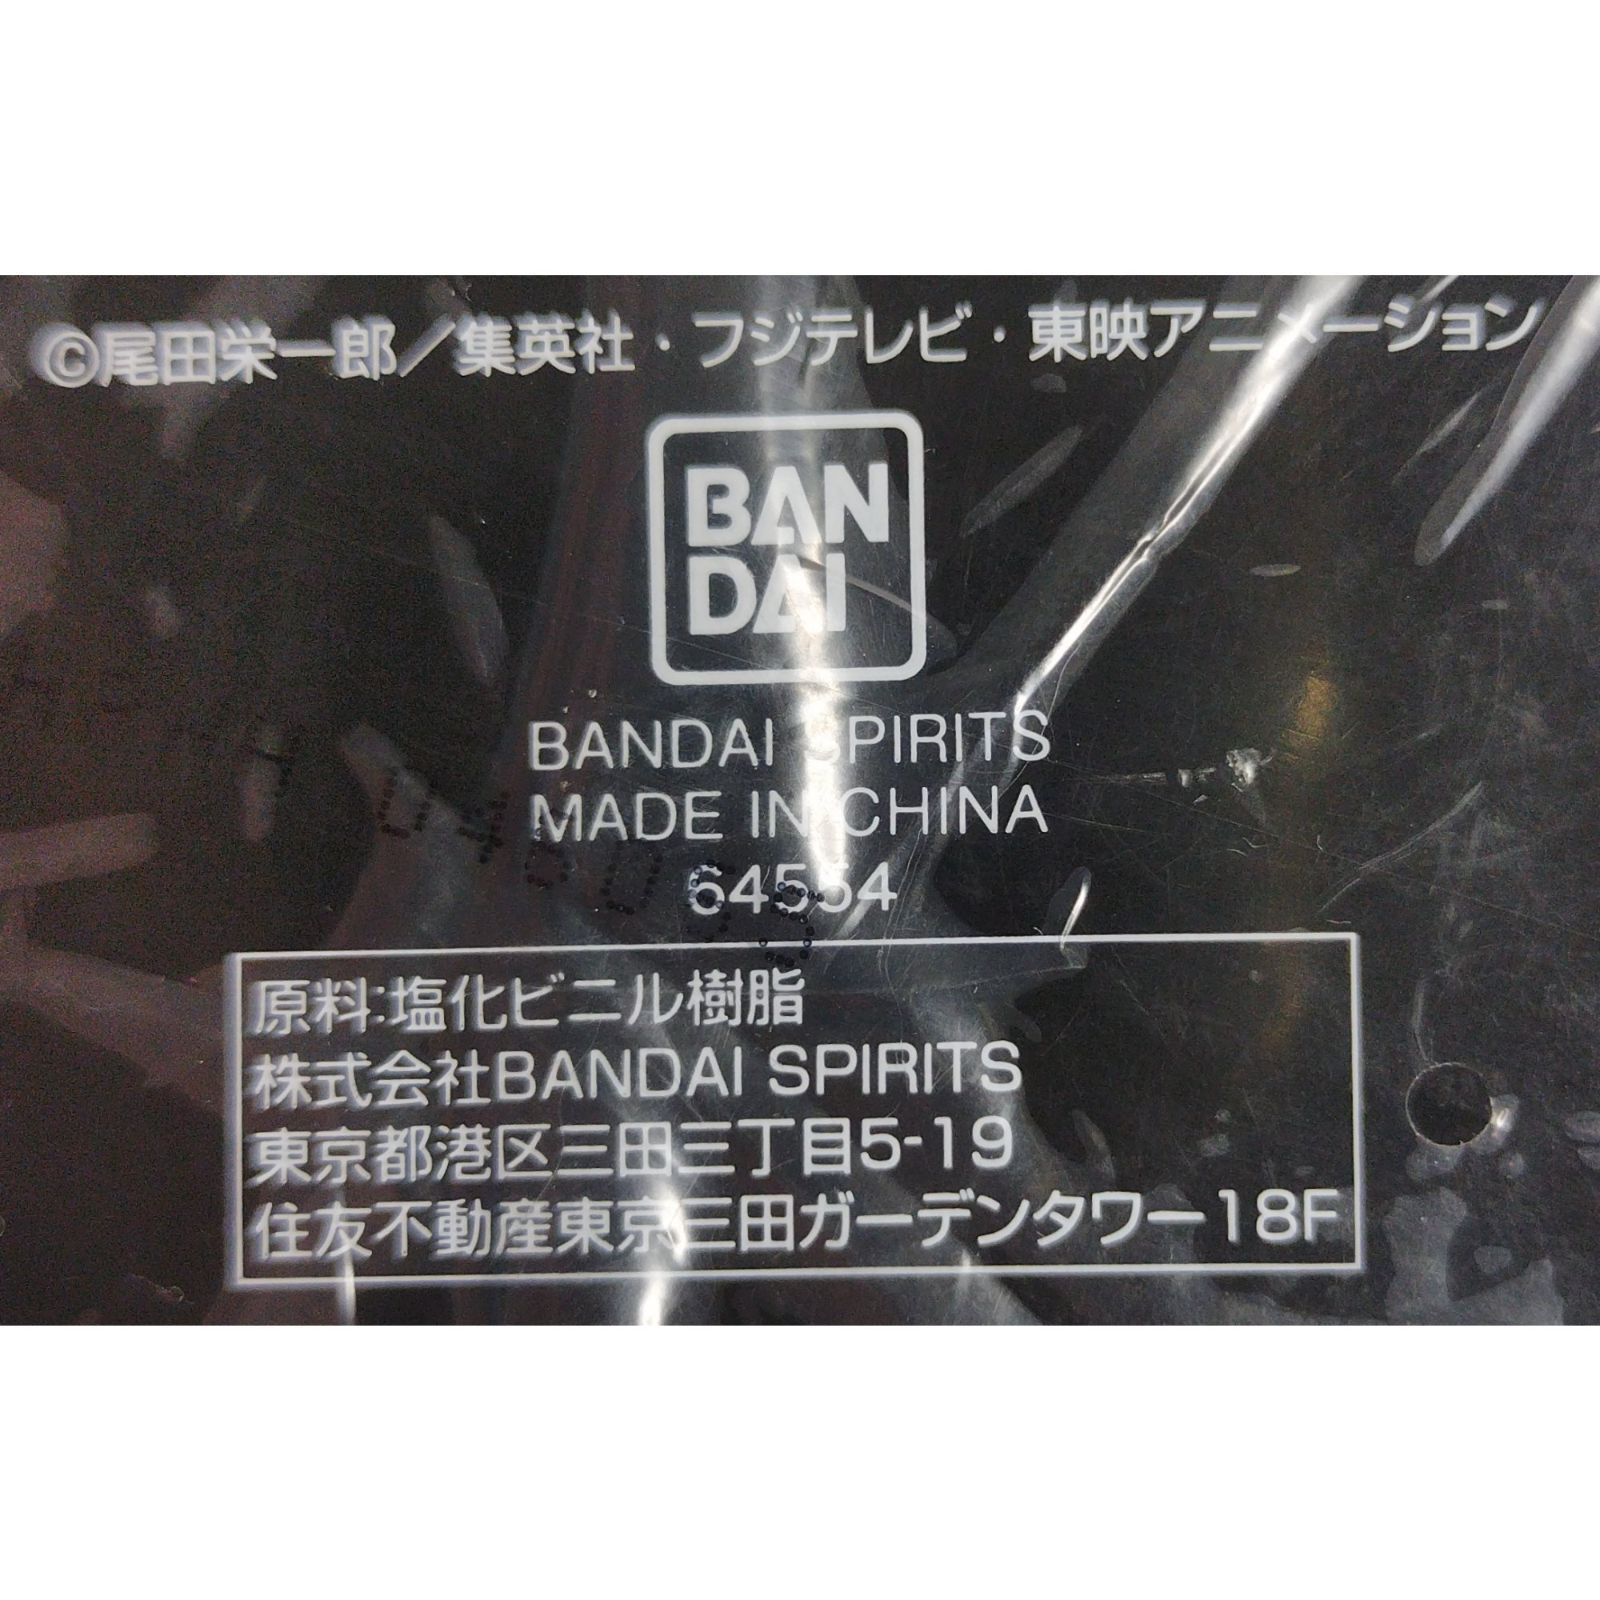 ©尾田栄一郎／集英社・フジテレビ・東映アニメーション
BAN
DAI
BANDAI SPIRITS
MADE IN CHINA
64554
原料:塩化ビニル樹脂
株式会社BANDAI SPIRITS
東京都港区三田三丁目5-19
住友不動産東京三田ガーデンタワー18F